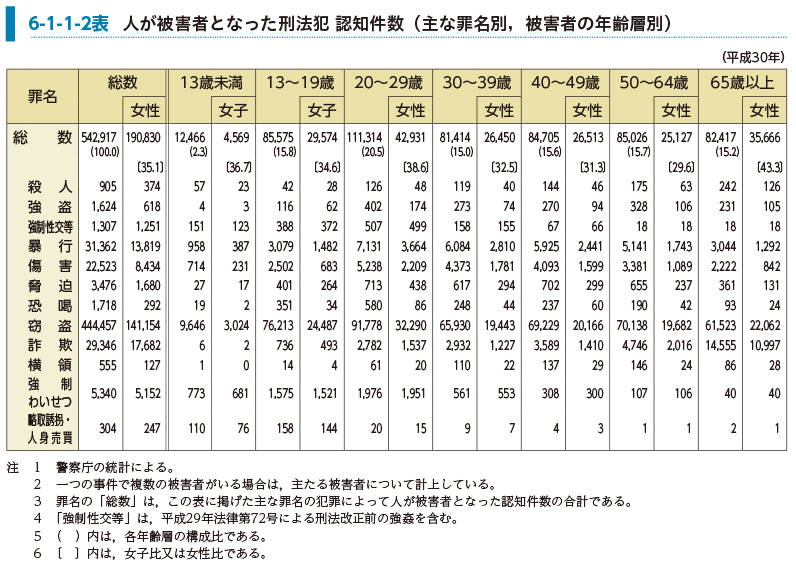 6-1-1-2表 人が被害者となった刑法犯 認知件数（主な罪名別，被害者の年齢層別）
（平成30年）
罪名 総数 13歳未満 13〜19歳 20〜29歳 30〜39歳 40〜49歳 50〜64歳 65歳以上
女性 女子 女子 女性 女性 女性 女性 女性
総数 542,917 190,830 12,466 4,569 85,575 29,574 111,314 42,931 81,414 26,450 84,705 26,513 85,026 25,127 82,417 35,666
(100.0) (2.3) (15.8) (20.5) (15.0) (15.6) (15.7) (15.2)
〔35.1〕 〔36.7〕 〔34.6〕 〔38.6〕 〔32.5〕 〔31.3〕 〔29.6〕 〔43.3〕
殺人 905 374 57 23 42 28 126 48 119 40 144 46 175 63 242 126
強盗 1,624 618 4 3 116 62 402 174 273 74 270 94 328 106 231 105
強制性交等 1,307 1,251 151 123 388 372 507 499 158 155 67 66 18 18 18 18
暴行 31,362 13,819 958 387 3,079 1,482 7,131 3,664 6,084 2,810 5,925 2,441 5,141 1,743 3,044 1,292
傷害 22,523 8,434 714 231 2,502 683 5,238 2,209 4,373 1,781 4,093 1,599 3,381 1,089 2,222 842
脅迫 3,476 1,680 27 17 401 264 713 438 617 294 702 299 655 237 361 131
恐喝 1,718 292 19 2 351 34 580 86 248 44 237 60 190 42 93 24
窃盗 444,457 141,154 9,646 3,024 76,213 24,487 91,778 32,290 65,930 19,443 69,229 20,166 70,138 19,682 61,523 22,062
詐欺 29,346 17,682 6 2 736 493 2,782 1,537 2,932 1,227 3,589 1,410 4,746 2,016 14,555 10,997
横領 555 127 1 0 14 4 61 20 110 22 137 29 146 24 86 28
強制
わいせつ 5,340 5,152 773 681 1,575 1,521 1,976 1,951 561 553 308 300 107 106 40 40
略取誘拐・
人身売買 304 247 110 76 158 144 20 15 9 7 4 3 1 1 2 1
注 1 警察庁の統計による。
2 一つの事件で複数の被害者がいる場合は，主たる被害者について計上している。
3 罪名の「総数」は，この表に掲げた主な罪名の犯罪によって人が被害者となった認知件数の合計である。
4 「強制性交等」は，平成29年法律第72号による刑法改正前の強姦を含む。
5 （ ）内は，各年齢層の構成比である。
6 〔 〕内は，女子比又は女性比である。